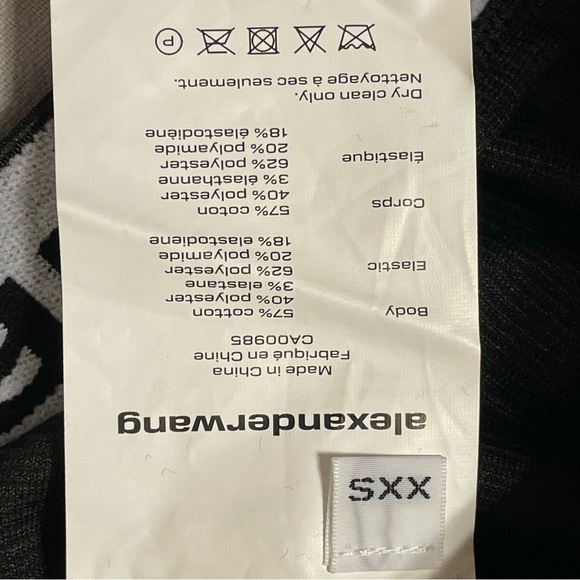 XXS
alexanderwang
Made in China
Fabriqué en Chine
CA00985
Body 57% cotton
40% polyester
3% elastane
Elastic 62% polyester
20% polyamide
18% elastodiene
Corps 57% coton
40% polyester
3% élasthanne
Élastique 62% polyester
20% polyamide
18% élastodiène
Dry clean only.
Nettoyage à sec seulement.
P